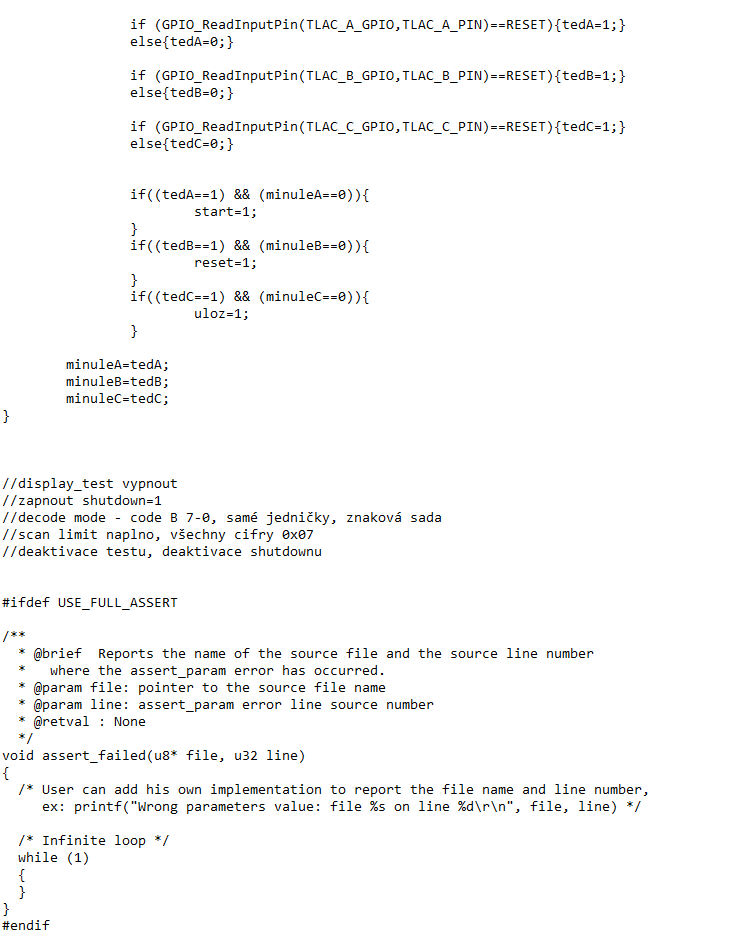 if (GPIO_ReadInputPin(TLAC_A_GPIO,TLAC_A_PIN)==RESET){tedA=1;}
else{tedA=0;}
if (GPIO_ReadInputPin(TLAC_B_GPIO,TLAC_B_PIN)==RESET){tedB=1;}
else{tedB=0;}
if (GPIO_ReadInputPin(TLAC_C_GPIO,TLAC_C_PIN)==RESET){tedC=1;}
else{tedC=0;}
if((tedA==1) && (minuleA==0)){
start=1;
}
if((tedB==1) && (minuleB==0)){
reset=1;
}
if((tedC==1) && (minuleC==0)){
uloz=1;
}
minuleA=tedA;
minuleB=tedB;
minuleC=tedC;
}
//display_test vypnout
//zapnout shutdown=1
//decode mode - code B 7-0, samé jedničky, znaková sada
//scan limit naplno, všechny cifry 0x07
//deaktivace testu, deaktivace shutdownu
#ifdef USE_FULL_ASSERT
/**
* @brief  Reports the name of the source file and the source line number
*   where the assert_param error has occurred.
* @param file: pointer to the source file name
* @param line: assert_param error line source number
* @retval : None
*/
void assert_failed(u8* file, u32 line)
{
/* User can add his own implementation to report the file name and line number,
ex: printf("Wrong parameters value: file %s on line %d\r\n", file, line) */
/* Infinite loop */
while (1)
{
}
}
#endif